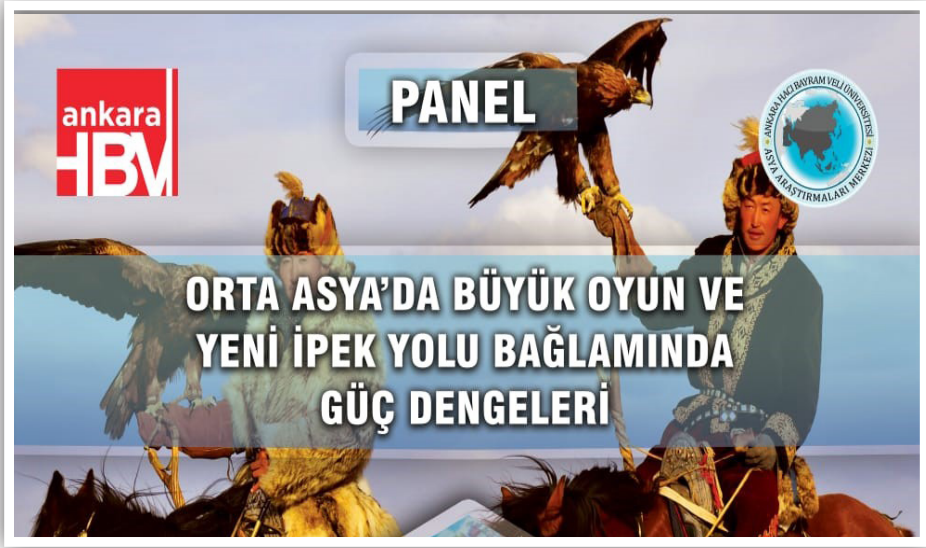 ankara
HBV
PANEL
ANKARA HACI BAYRAM VELİ ÜNİVERSİTESİ
ASYA ARAŞTIRMALARI MERKEZİ
ORTA ASYA’DA BÜYÜK OYUN VE
YENİ İPEK YOLU BAĞLAMINDA
GÜÇ DENGELERİ